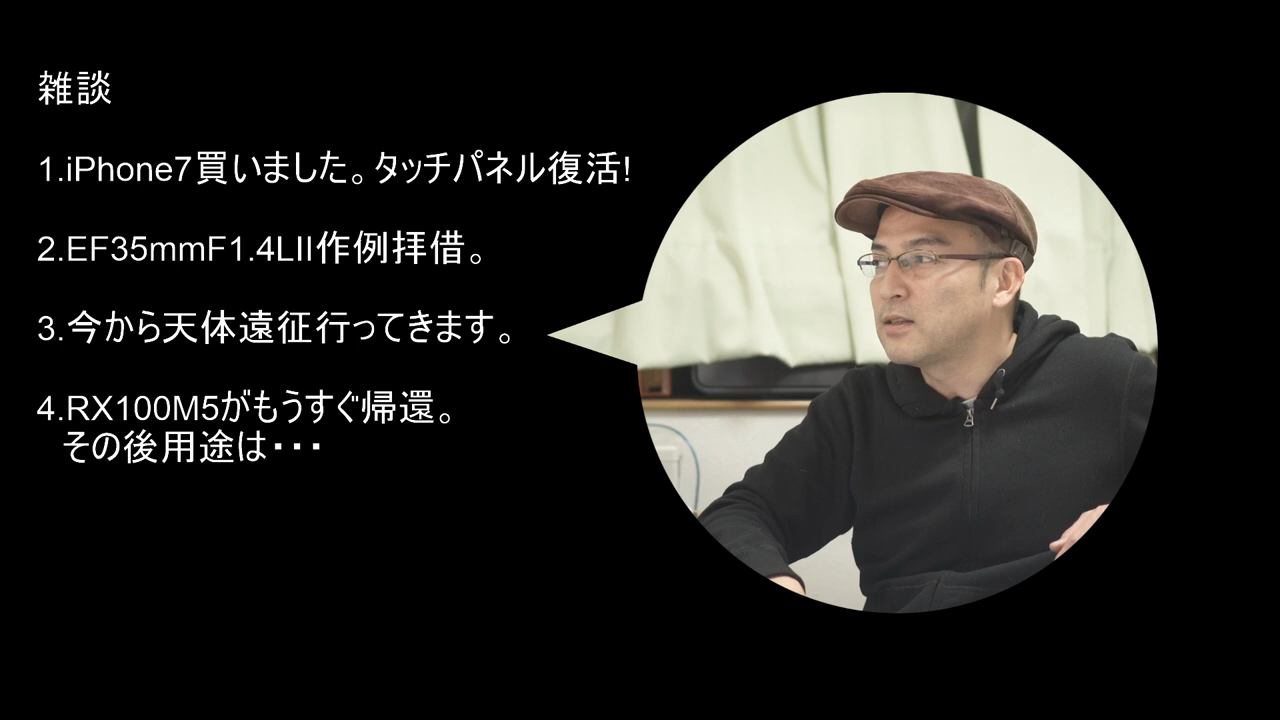 雑談
1.iPhone7買いました。タッチパネル復活!
2.EF35mmF1.4LII作例拝借。
3.今から天体遠征行ってきます。
4.RX100M5がもうすぐ帰還。
その後用途は・・・